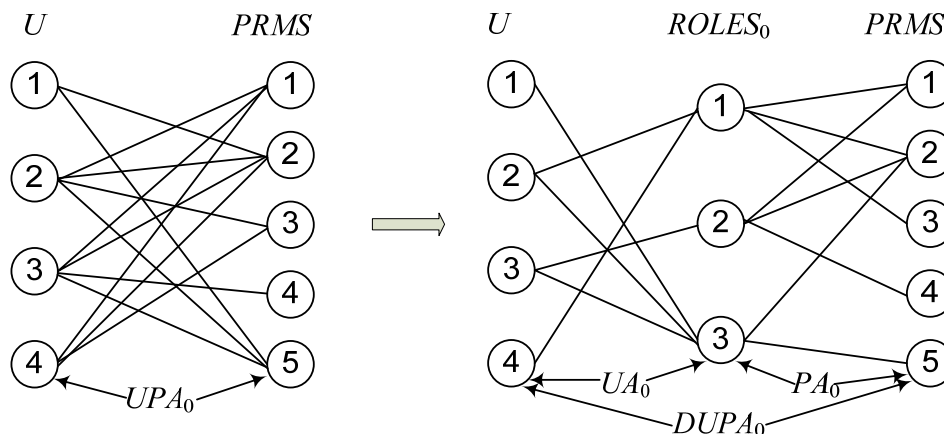 U PRMS U ROLES₀ PRMS
1 1 1 1 1
2 2 2 2 2
3 3 3 3
3 4 3 4
4 5 4 5
UPA₀ UA₀ PA₀
DUPA₀